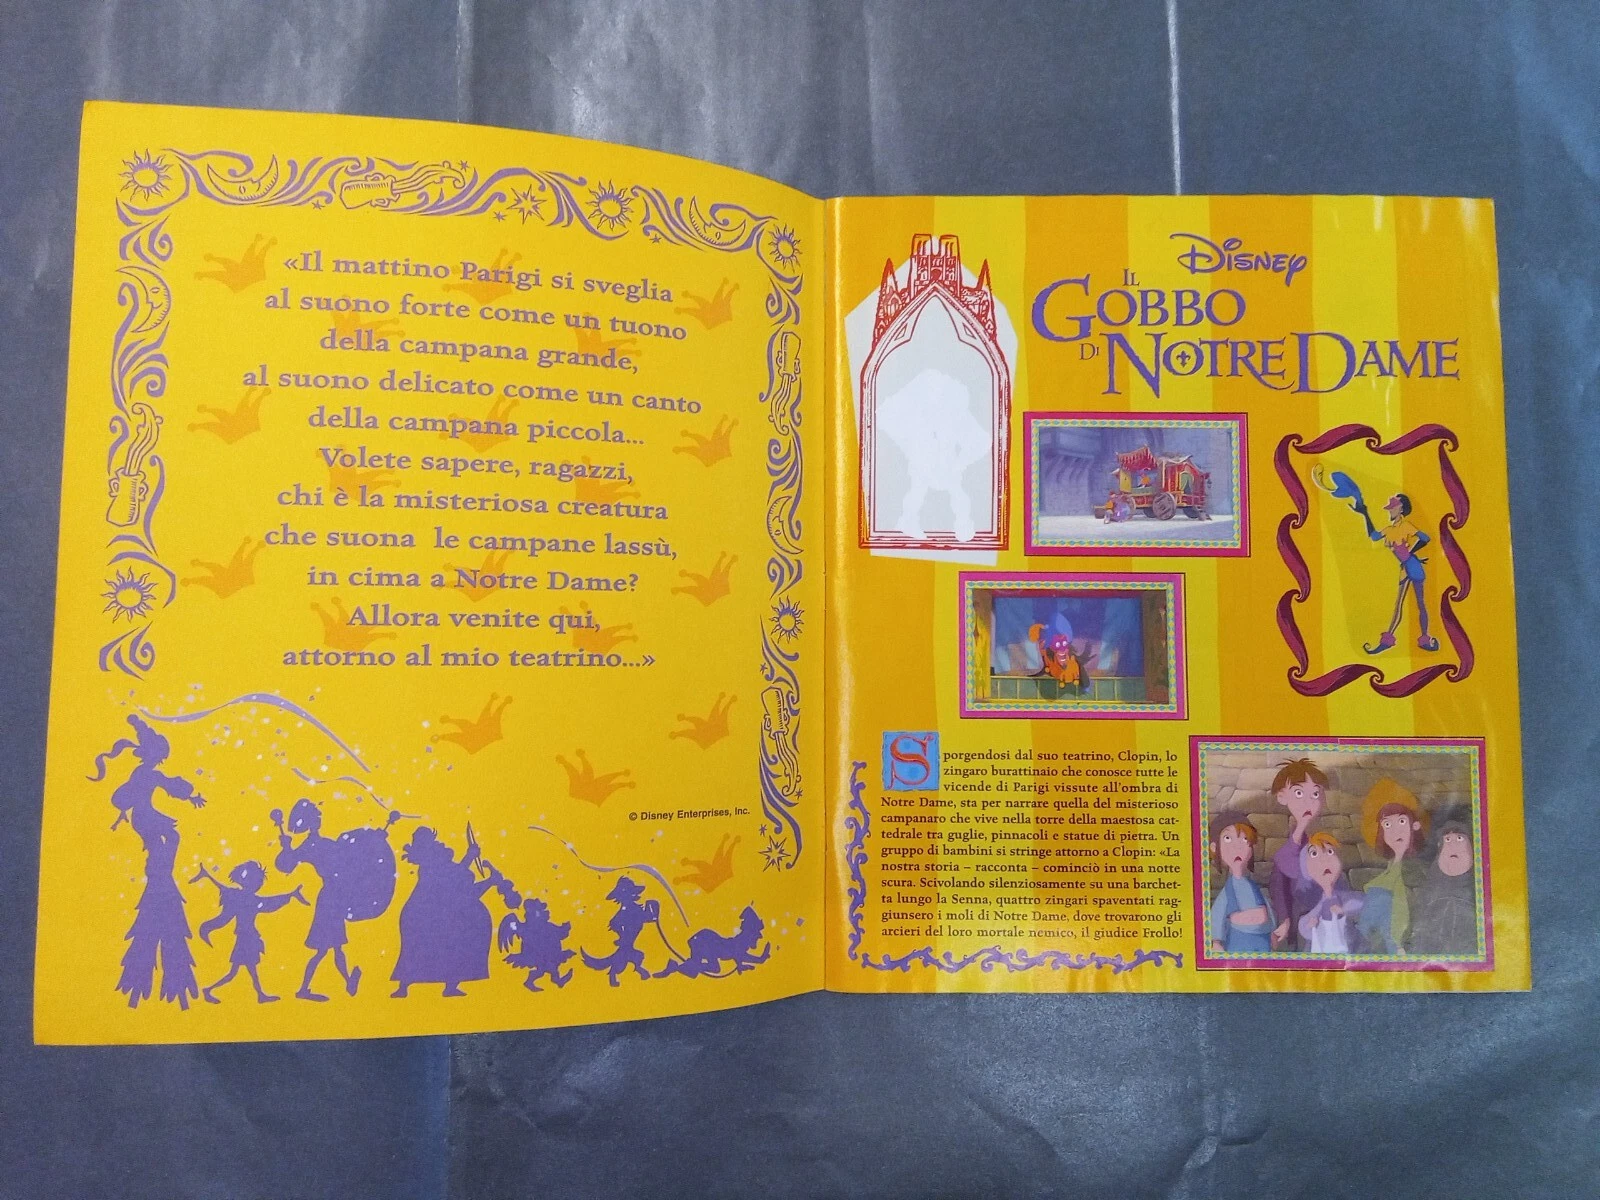 «Il mattino Parigi si sveglia
al suono forte come un tuono
della campana grande,
al suono delicato come un canto
della campana piccola...
Volete sapere, ragazzi,
chi è la misteriosa creatura
che suona le campane lassù,
in cima a Notre Dame?
Allora venite qui,
attorno al mio teatrino...»
© Disney Enterprises, Inc.
Disney
IL
GOBBO
DI NOTRE DAME
Sporgendosi dal suo teatrino, Clopin, lo
zingaro burattinaio che conosce tutte le
vicende di Parigi vissute all'ombra di
Notre Dame, sta per narrare quella del misterioso
campanaro che vive nella torre della maestosa cat-
tedrale tra guglie, pinnacoli e statue di pietra. Un
gruppo di bambini si stringe attorno a Clopin: «La
nostra storia – racconta – cominciò in una notte
scura. Scivolando silenziosamente su una barchet-
ta lungo la Senna, quattro zingari spaventati rag-
giunsero i moli di Notre Dame, dove trovarono gli
arcieri del loro mortale nemico, il giudice Frollo!